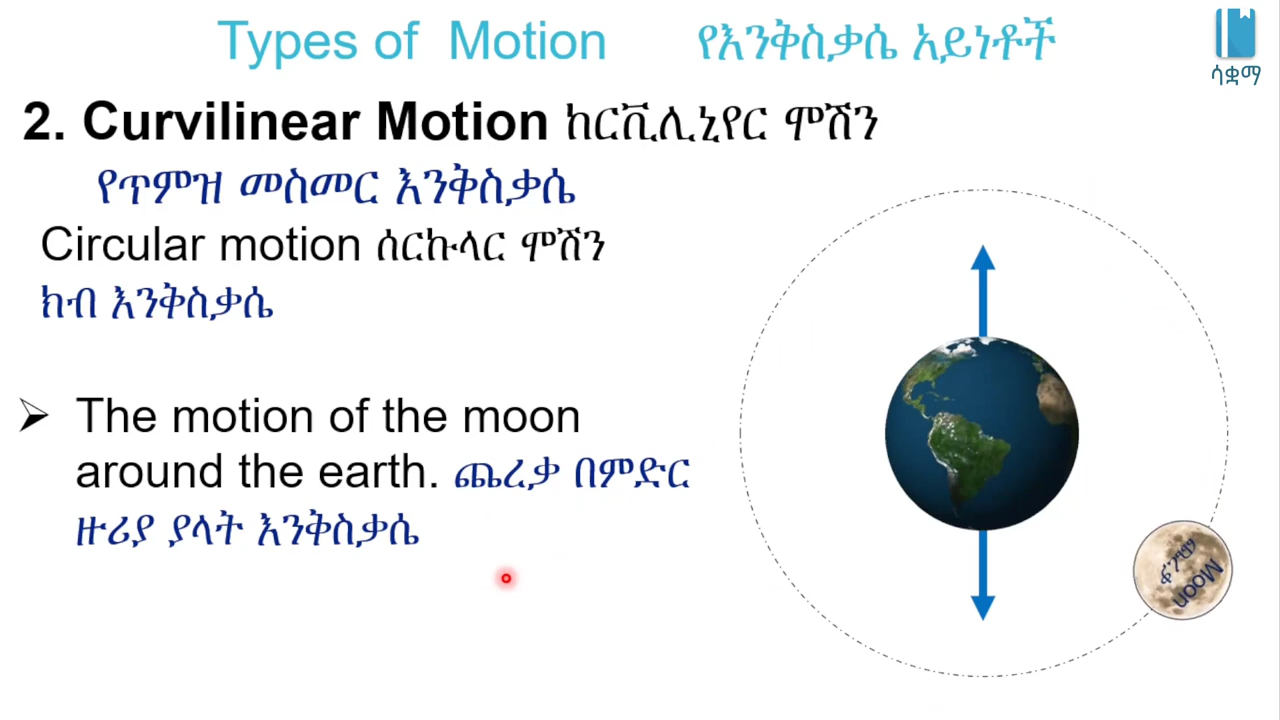 Types of Motion የእንቅስቃሴ አይነቶች
ሳቋማ
2. Curvilinear Motion ከርቪሊኒየር ሞሽን
የጥምዝ መስመር እንቅስቃሴ
Circular motion ሰርኩላር ሞሽን
ክብ እንቅስቃሴ
➢ The motion of the moon
around the earth. ጨረቃ በምድር
ዙሪያ ያላት እንቅስቃሴ
Moon